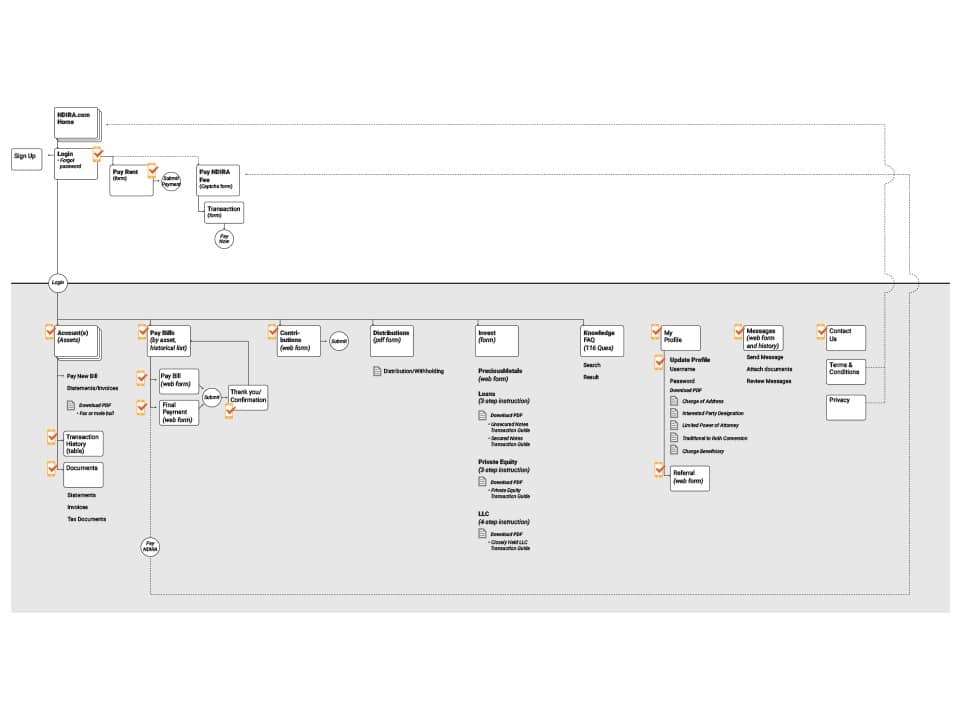 NDIRA.com
Home
Sign Up
Login
• Forgot
password
Pay Rent
(form)
Submit
Payment
Pay NDIRA
Fee
(Captcha form)
Transaction
(form)
Pay
Now
Login
Account(s)
(Assets)
Pay New Bill
Statements/Invoices
Download PDF
• Fax or male bail
Transaction
History
(table)
Documents
Statements
Invoices
Tax Documents
Pay Bills
(by asset,
historical list)
Pay Bill
(web form)
Final
Payment
(web form)
Submit
Thank you/
Confirmation
Pay
NDIRA
Contri-
butions
(web form)
Submit
Distributions
(pdf form)
Distribution/Withholding
Invest
(form)
PreciousMetals
(web form)
Loans
(3-step instruction)
Download PDF
• Unsecured Notes
Transaction Guide
• Secured Notes
Transaction Guide
Private Equity
(3-step instruction)
Download PDF
• Private Equity
Transaction Guide
LLC
(4-step instruction)
Download PDF
• Closely Held LLC
Transaction Guide
Knowledge
FAQ
(116 Ques)
Search
Result
My
Profile
Update Profile
Username
Password
Download PDF
Change of Address
Interested Party Designation
Limited Power of Attorney
Traditional to Roth Conversion
Change Beneficiary
Referral
(web form)
Messages
(web form
and history)
Send Message
Attach documents
Review Messages
Contact
Us
Terms &
Conditions
Privacy